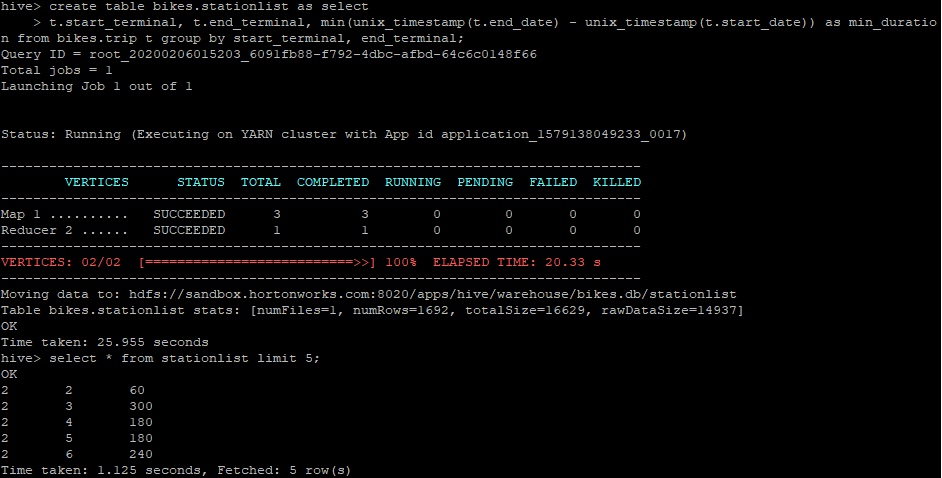 hive> create table bikes.stationlist as select
    > t.start_terminal, t.end_terminal, min(unix_timestamp(t.end_date) - unix_timestamp(t.start_date)) as min_duratio
n from bikes.trip t group by start_terminal, end_terminal;
Query ID = root_20200206015203_6091fb88-f792-4dbc-afbd-64c6c0148f66
Total jobs = 1
Launching Job 1 out of 1
Status: Running (Executing on YARN cluster with App id application_1579138049233_0017)
--------------------------------------------------------------------------------
        VERTICES      STATUS  TOTAL  COMPLETED  RUNNING  PENDING  FAILED  KILLED
--------------------------------------------------------------------------------
Map 1 ..........   SUCCEEDED      3          3        0        0       0       0
Reducer 2 ......   SUCCEEDED      1          1        0        0       0       0
--------------------------------------------------------------------------------
VERTICES: 02/02  [==========================>>] 100%  ELAPSED TIME: 20.33 s
--------------------------------------------------------------------------------
Moving data to: hdfs://sandbox.hortonworks.com:8020/apps/hive/warehouse/bikes.db/stationlist
Table bikes.stationlist stats: [numFiles=1, numRows=1692, totalSize=16629, rawDataSize=14937]
OK
Time taken: 25.955 seconds
hive> select * from stationlist limit 5;
OK
2       2       60
2       3       300
2       4       180
2       5       180
2       6       240
Time taken: 1.125 seconds, Fetched: 5 row(s)